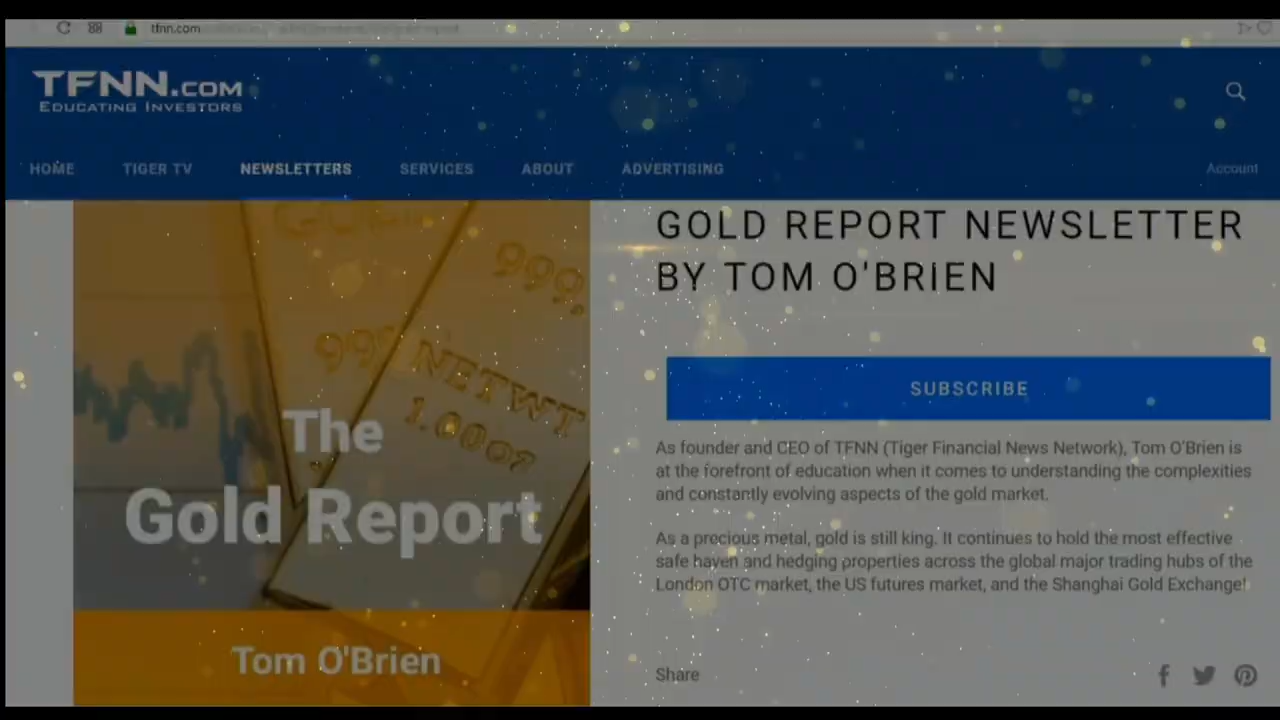 tfnn.com
TFNN.COM
EDUCATING INVESTORS
HOME TIGER TV NEWSLETTERS SERVICES ABOUT ADVERTISING Account
GOLD REPORT NEWSLETTER
BY TOM O'BRIEN
SUBSCRIBE
As founder and CEO of TFNN (Tiger Financial News Network), Tom O'Brien is
at the forefront of education when it comes to understanding the complexities
and constantly evolving aspects of the gold market.
As a precious metal, gold is still king. It continues to hold the most effective
safe haven and hedging properties across the global major trading hubs of the
London OTC market, the US futures market, and the Shanghai Gold Exchange!
Share
999,
NETWT
1.00oz
The
Gold Report
Tom O'Brien